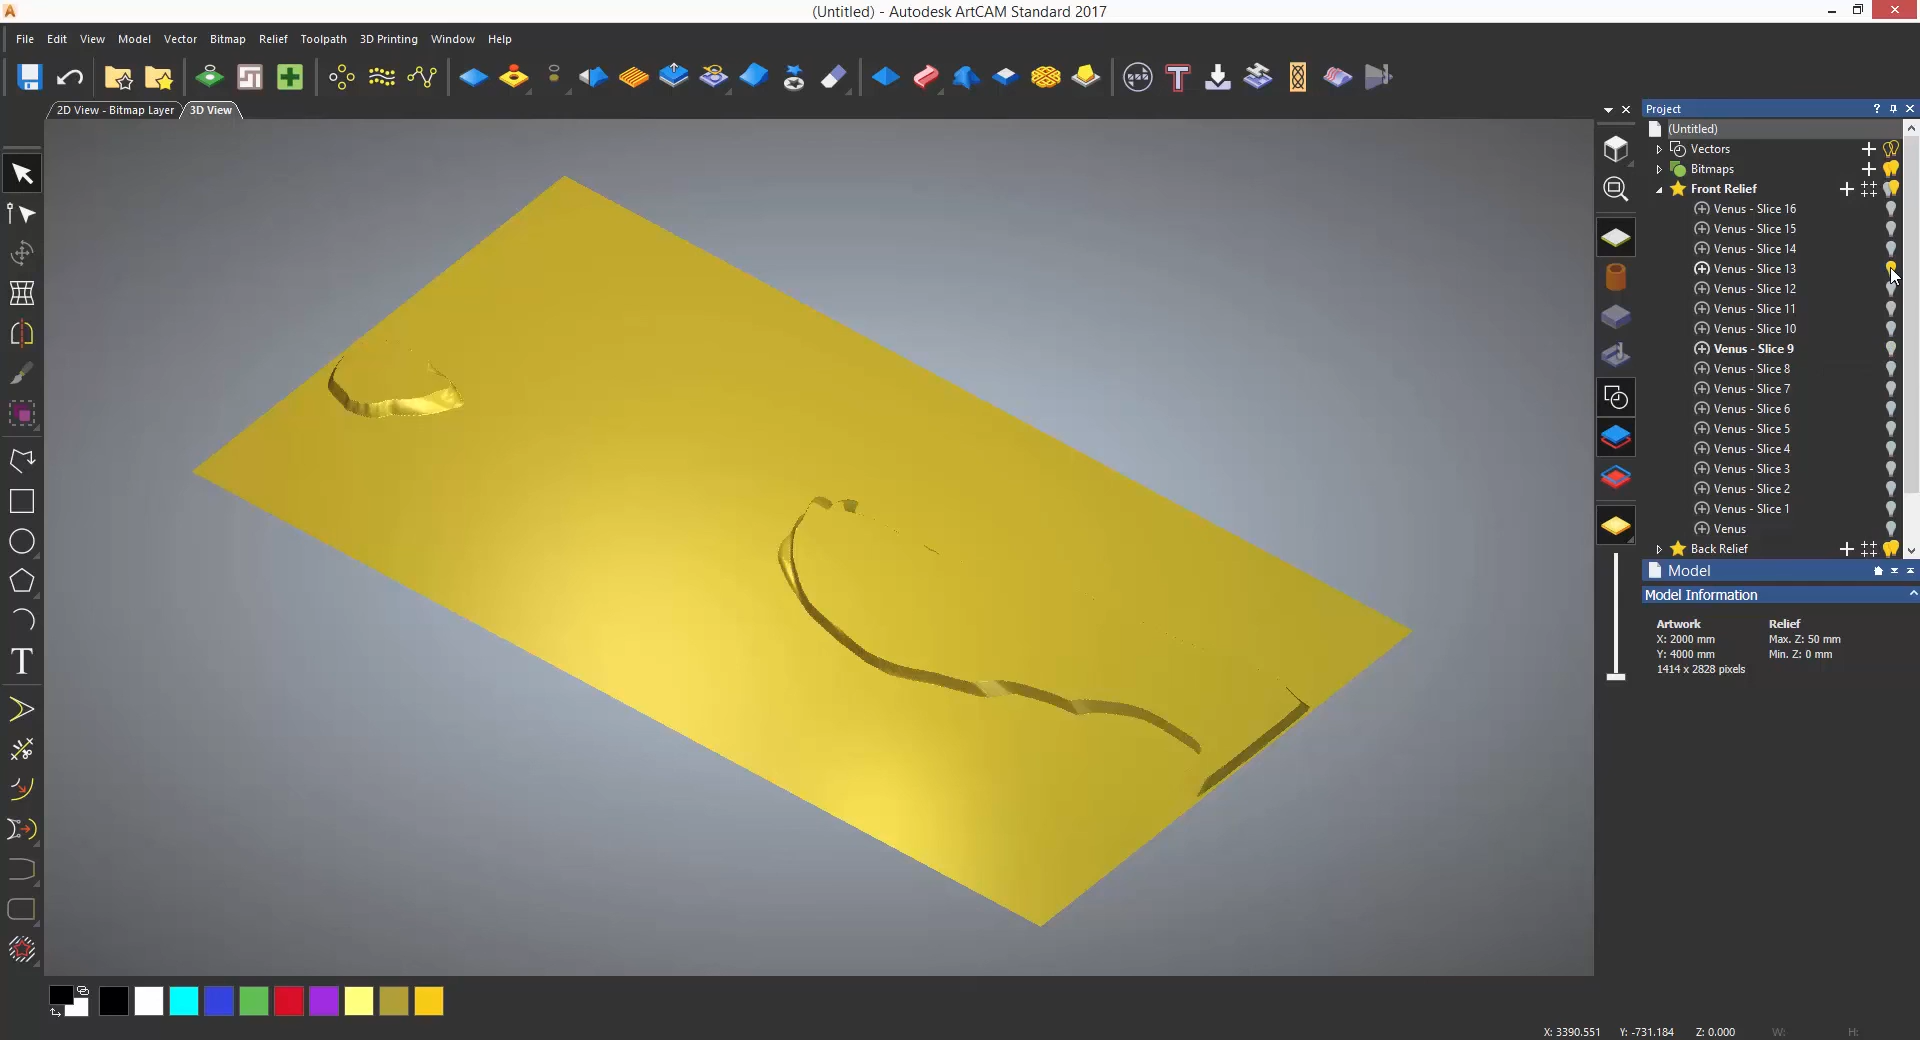 (Untitled) - Autodesk ArtCAM Standard 2017
File Edit View Model Vector Bitmap Relief Toolpath 3D Printing Window Help
2D View - Bitmap Layer 3D View
Project
(Untitled)
Vectors
Bitmaps
Front Relief
Venus - Slice 16
Venus - Slice 15
Venus - Slice 14
Venus - Slice 13
Venus - Slice 12
Venus - Slice 11
Venus - Slice 10
Venus - Slice 9
Venus - Slice 8
Venus - Slice 7
Venus - Slice 6
Venus - Slice 5
Venus - Slice 4
Venus - Slice 3
Venus - Slice 2
Venus - Slice 1
Venus
Back Relief
Model
Model Information
Artwork Relief
X: 2000 mm Max. Z: 50 mm
Y: 4000 mm Min. Z: 0 mm
1414 x 2828 pixels
X: 3390.551 Y: -731.184 Z: 0.000 W: H: